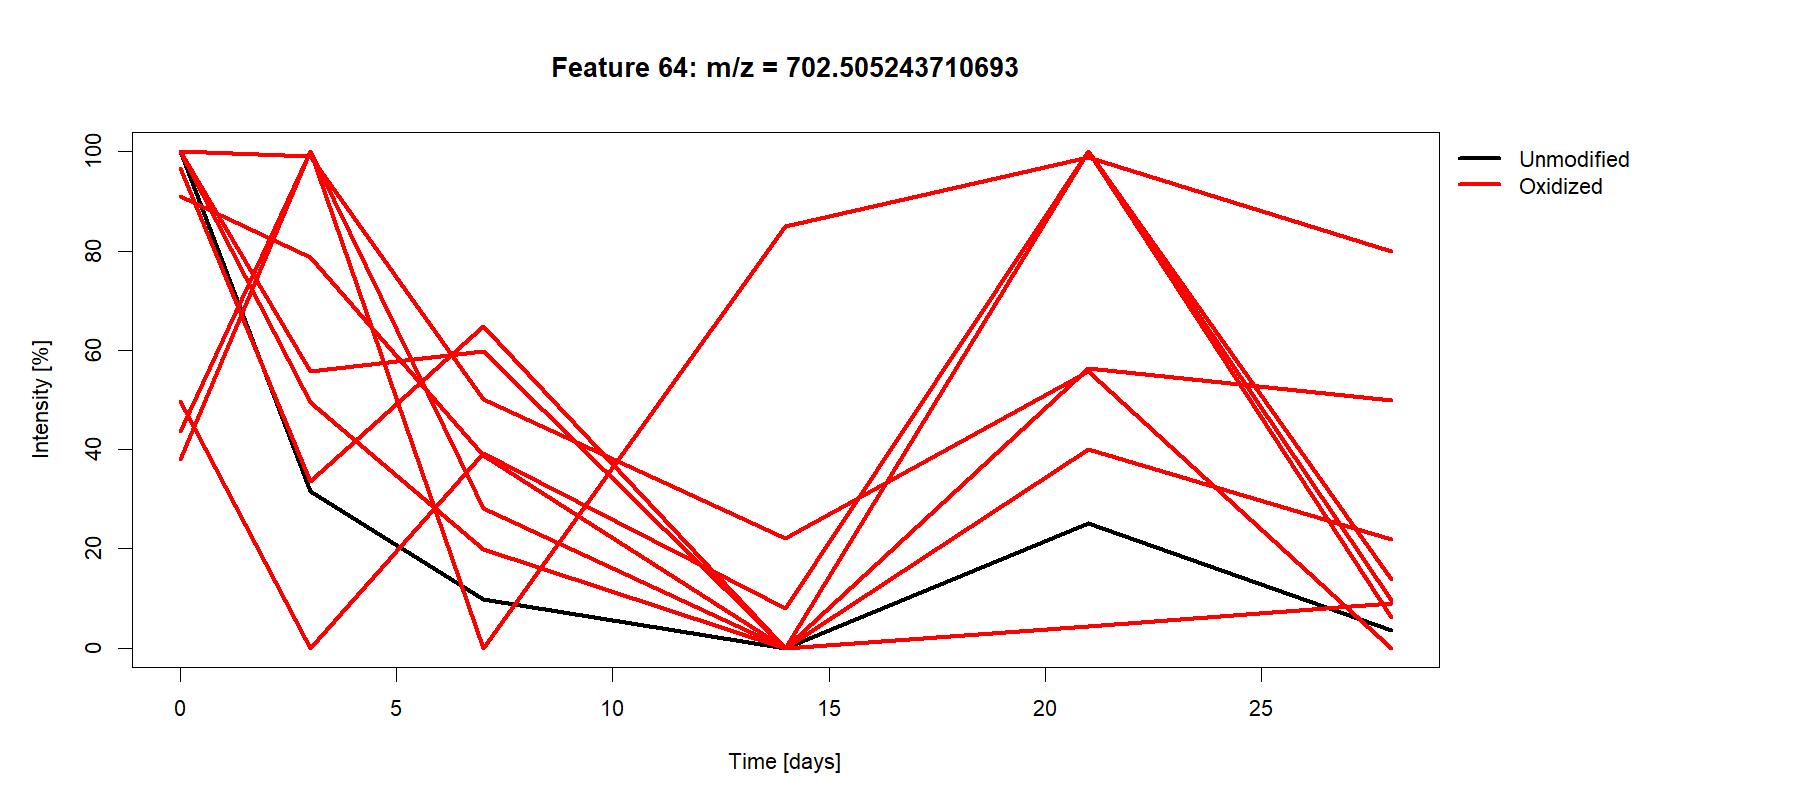 Feature 64: m/z = 702.505243710693
Unmodified
Oxidized
Intensity [%]
100
80
60
40
20
0
0 5 10 15 20 25
Time [days]